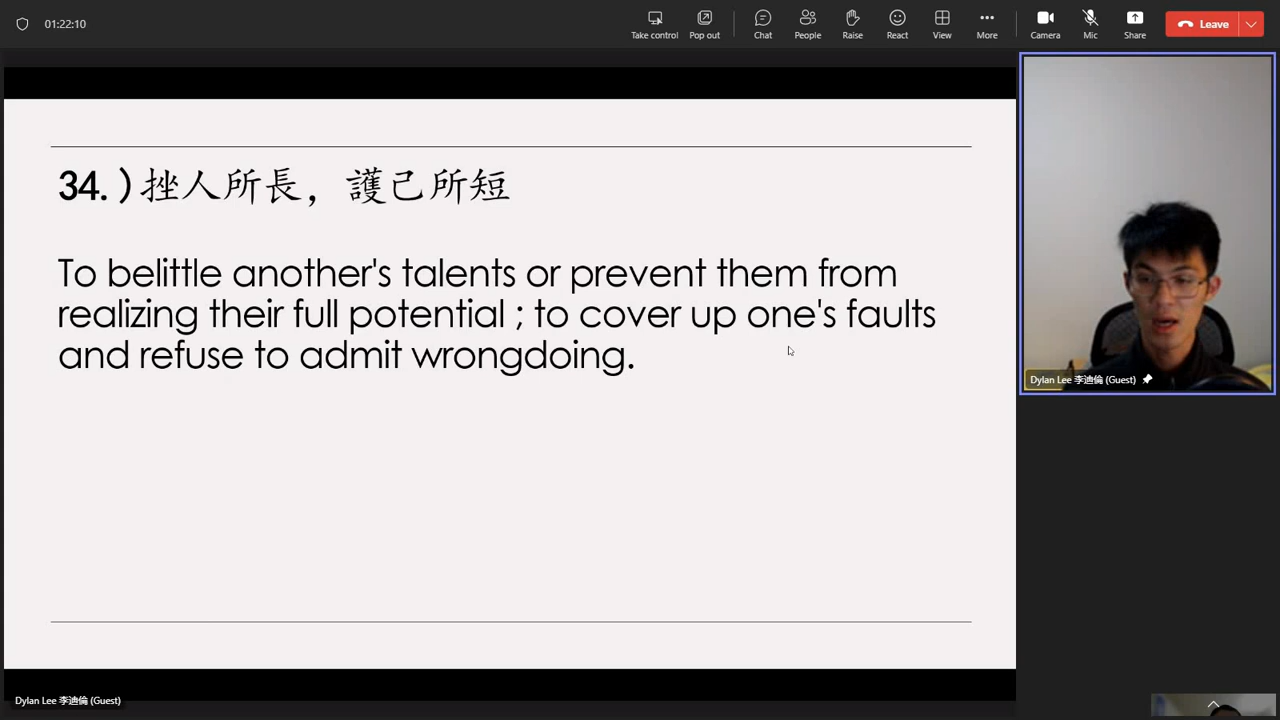 01:22:10
Take control
Pop out
Chat
People
Raise
React
View
More
Camera
Mic
Share
Leave
34. ) 挫人所長，護己所短
To belittle another's talents or prevent them from
realizing their full potential ; to cover up one's faults
and refuse to admit wrongdoing.
Dylan Lee 李迪倫 (Guest)
Dylan Lee 李迪倫 (Guest)